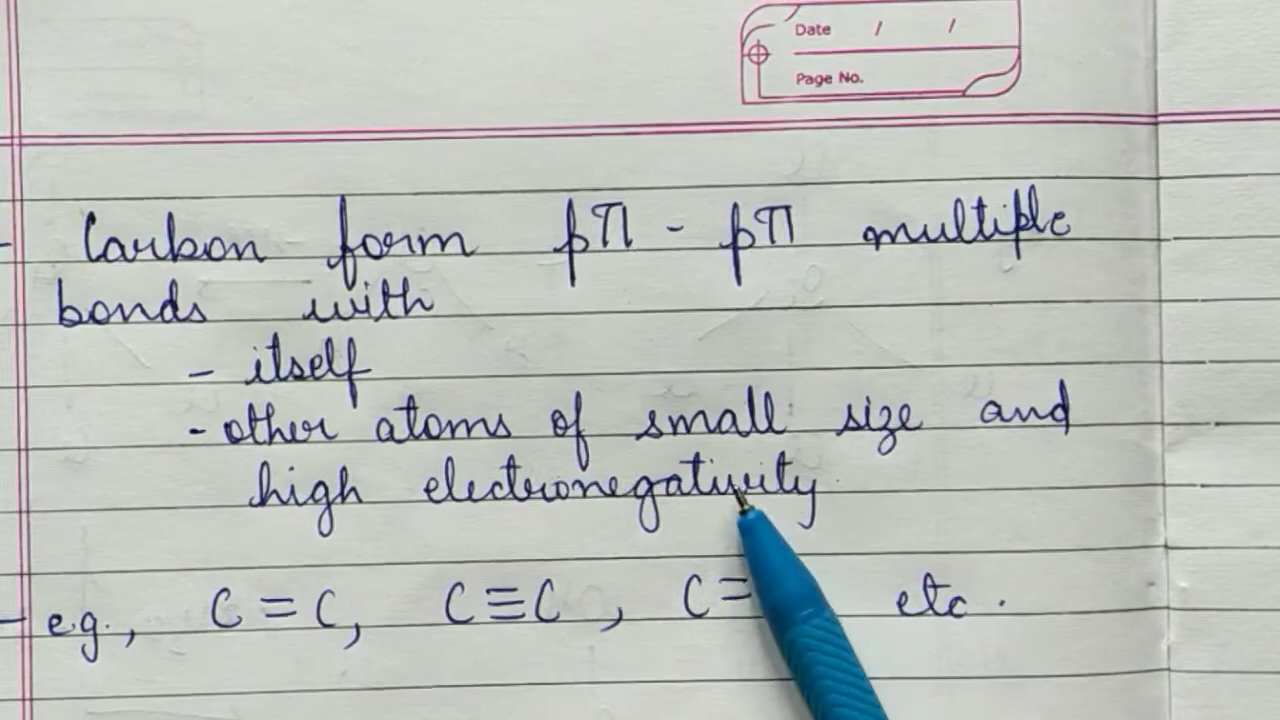 Date / /
Page No.
- Carbon form pπ - pπ multiple
bonds with
- itself
- other atoms of small size and
high electronegativity
- e.g., C = C, C ≡ C , C = etc.